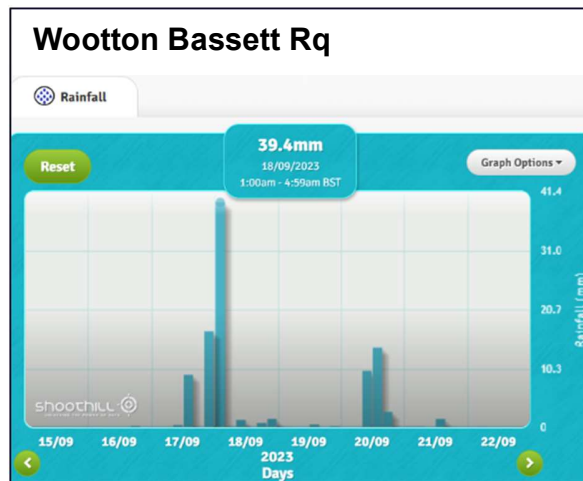 Wootton Bassett Rq
Rainfall
39.4mm
18/09/2023
1:00am - 4:59am BST
Reset
Graph Options
41.4
31.0
20.7
10.3
0
Rainfall (mm)
shoothill
15/09 16/09 17/09 18/09 19/09 20/09 21/09 22/09
2023
Days